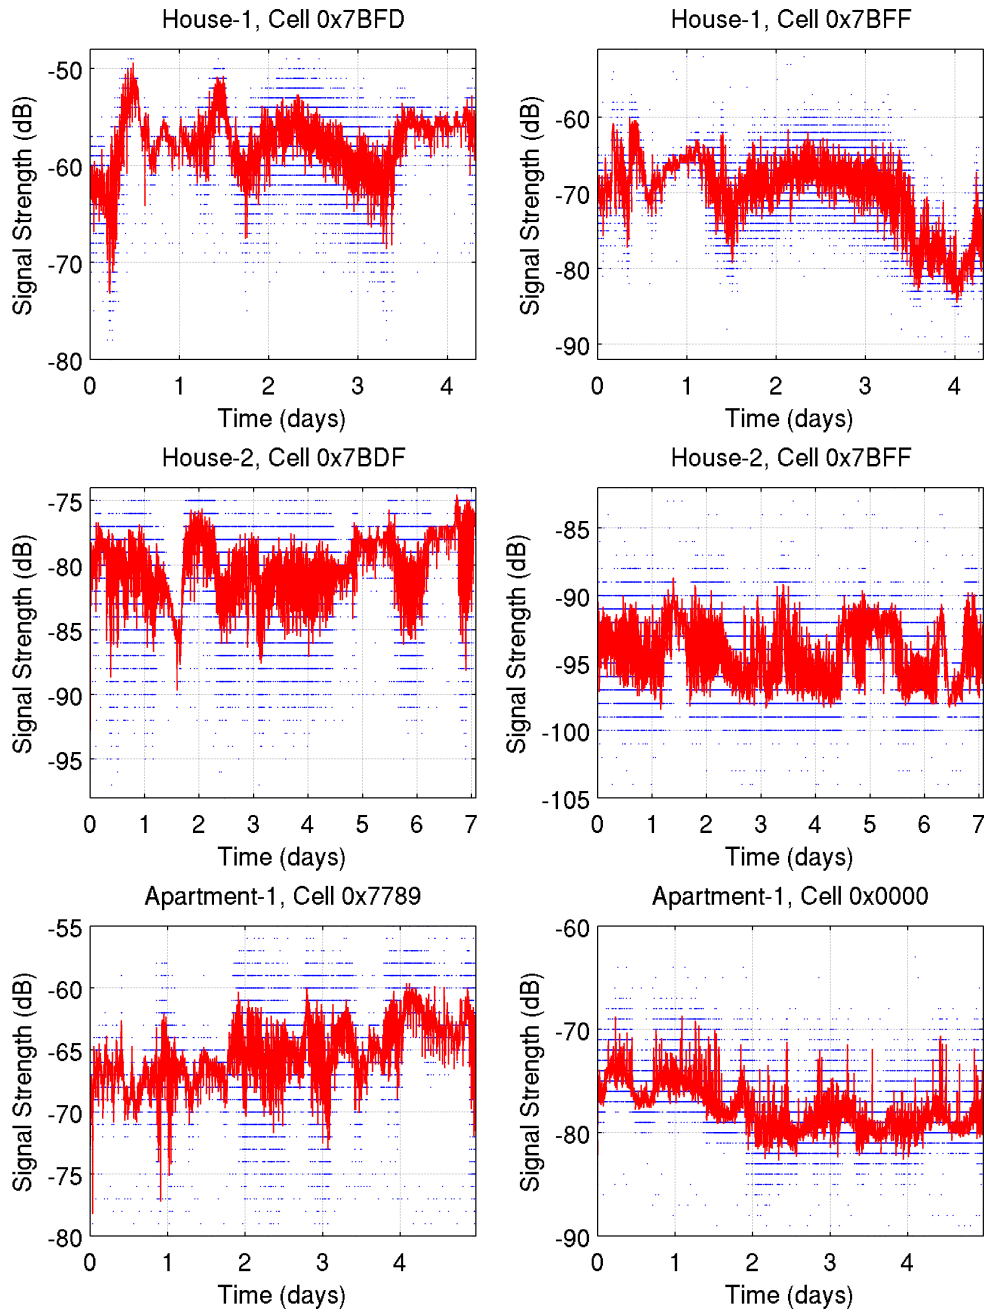 House-1, Cell 0x7BFD
Signal Strength (dB)
-50
-60
-70
-80
0 1 2 3 4
Time (days)
House-1, Cell 0x7BFF
Signal Strength (dB)
-60
-70
-80
-90
0 1 2 3 4
Time (days)
House-2, Cell 0x7BDF
Signal Strength (dB)
-75
-80
-85
-90
-95
0 1 2 3 4 5 6 7
Time (days)
House-2, Cell 0x7BFF
Signal Strength (dB)
-85
-90
-95
-100
-105
0 1 2 3 4 5 6 7
Time (days)
Apartment-1, Cell 0x7789
Signal Strength (dB)
-55
-60
-65
-70
-75
-80
0 1 2 3 4
Time (days)
Apartment-1, Cell 0x0000
Signal Strength (dB)
-60
-70
-80
-90
0 1 2 3 4
Time (days)